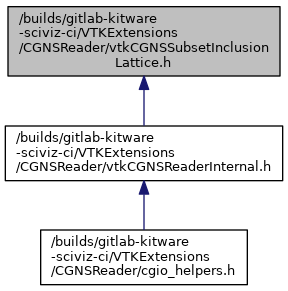 /builds/gitlab-kitware
-sciviz-ci/VTKExtensions
/CGNSReader/vtkCGNSSubsetInclusion
Lattice.h
/builds/gitlab-kitware
-sciviz-ci/VTKExtensions
/CGNSReader/vtkCGNSReaderInternal.h
/builds/gitlab-kitware
-sciviz-ci/VTKExtensions
/CGNSReader/cgio_helpers.h